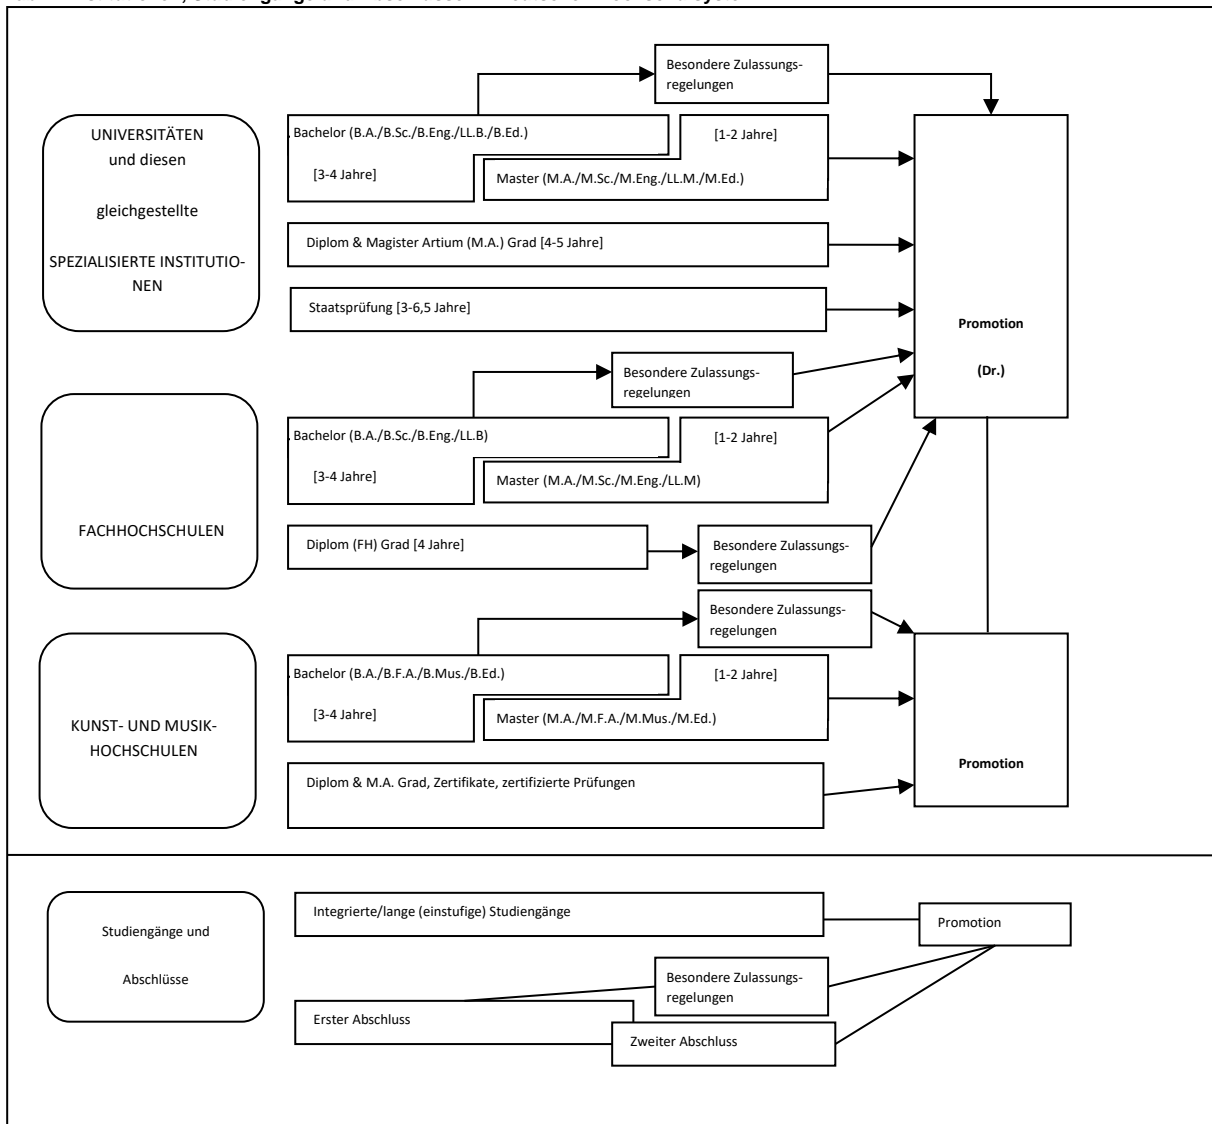 UNIVERSITÄTEN
und diesen
gleichgestellte
SPEZIALISIERTE INSTITUTIO-
NEN
Besondere Zulassungs-
regelungen
Bachelor (B.A./B.Sc./B.Eng./LL.B./B.Ed.)
[3-4 Jahre]
[1-2 Jahre]
Master (M.A./M.Sc./M.Eng./LL.M./M.Ed.)
Diplom & Magister Artium (M.A.) Grad [4-5 Jahre]
Staatsprüfung [3-6,5 Jahre]
Promotion
(Dr.)
FACHHOCHSCHULEN
Besondere Zulassungs-
regelungen
Bachelor (B.A./B.Sc./B.Eng./LL.B)
[3-4 Jahre]
[1-2 Jahre]
Master (M.A./M.Sc./M.Eng./LL.M)
Diplom (FH) Grad [4 Jahre]
Besondere Zulassungs-
regelungen
KUNST- UND MUSIK-
HOCHSCHULEN
Besondere Zulassungs-
regelungen
Bachelor (B.A./B.F.A./B.Mus./B.Ed.)
[3-4 Jahre]
[1-2 Jahre]
Master (M.A./M.F.A./M.Mus./M.Ed.)
Diplom & M.A. Grad, Zertifikate, zertifizierte Prüfungen
Promotion
Studiengänge und
Abschlüsse
Integrierte/lange (einstufige) Studiengänge
Promotion
Besondere Zulassungs-
regelungen
Erster Abschluss
Zweiter Abschluss